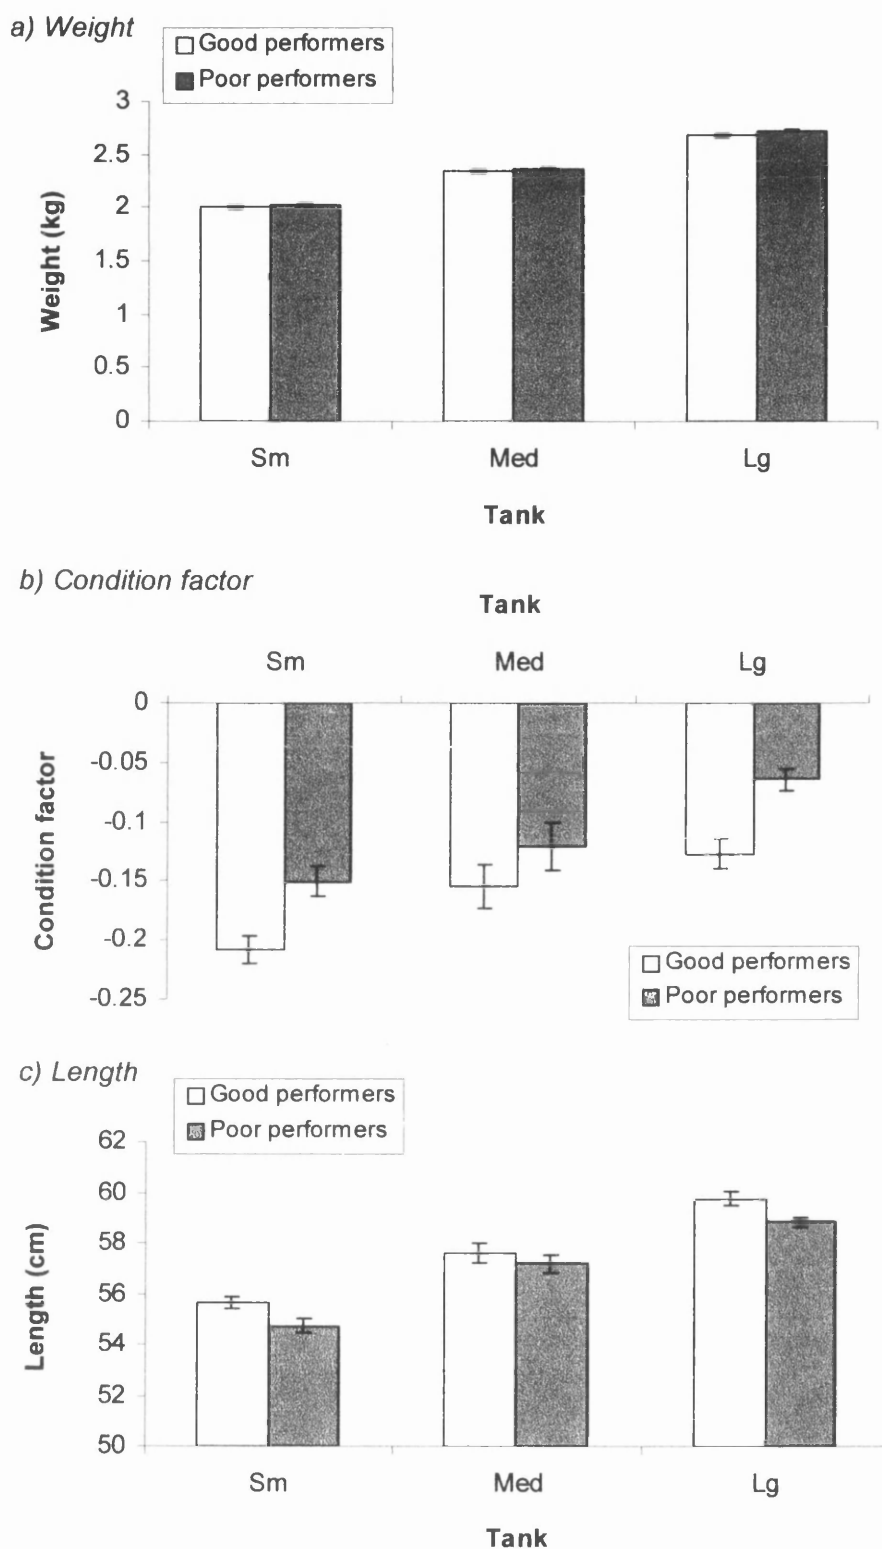 a) Weight
Good performers
Poor performers
3
2.5
2
1.5
1
0.5
0
Weight (kg)
Sm Med Lg
Tank
b) Condition factor
Tank
Sm Med Lg
0
-0.05
-0.1
-0.15
-0.2
-0.25
Condition factor
Good performers
Poor performers
c) Length
Good performers
Poor performers
62
60
58
56
54
52
50
Length (cm)
Sm Med Lg
Tank